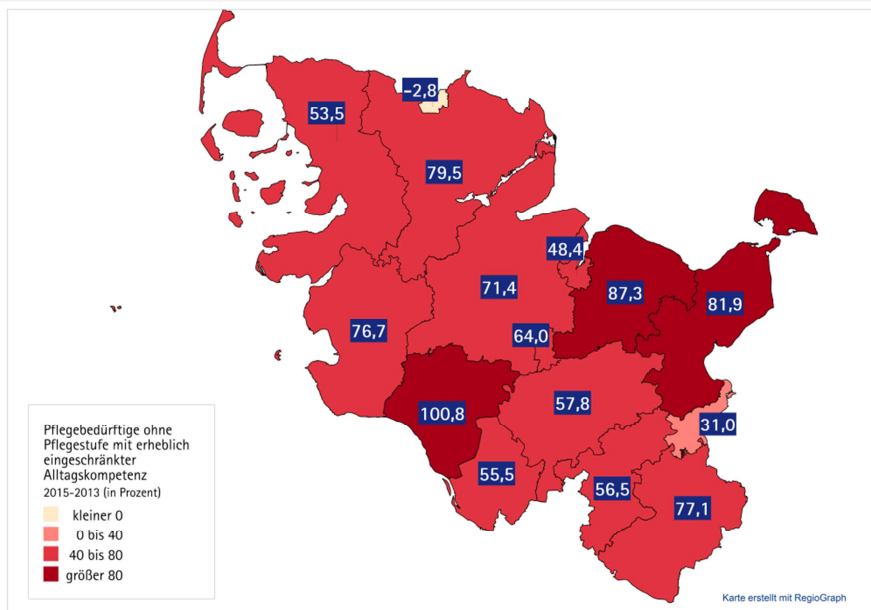 −2,8
53,5
79,5
48,4
71,4
87,3
81,9
76,7
64,0
100,8
57,8
31,0
55,5
56,5
77,1
Pflegebedürftige ohne
Pflegestufe mit erheblich
eingeschränkter
Alltagskompetenz
2015-2013 (in Prozent)
kleiner 0
0 bis 40
40 bis 80
größer 80
Karte erstellt mit RegioGraph